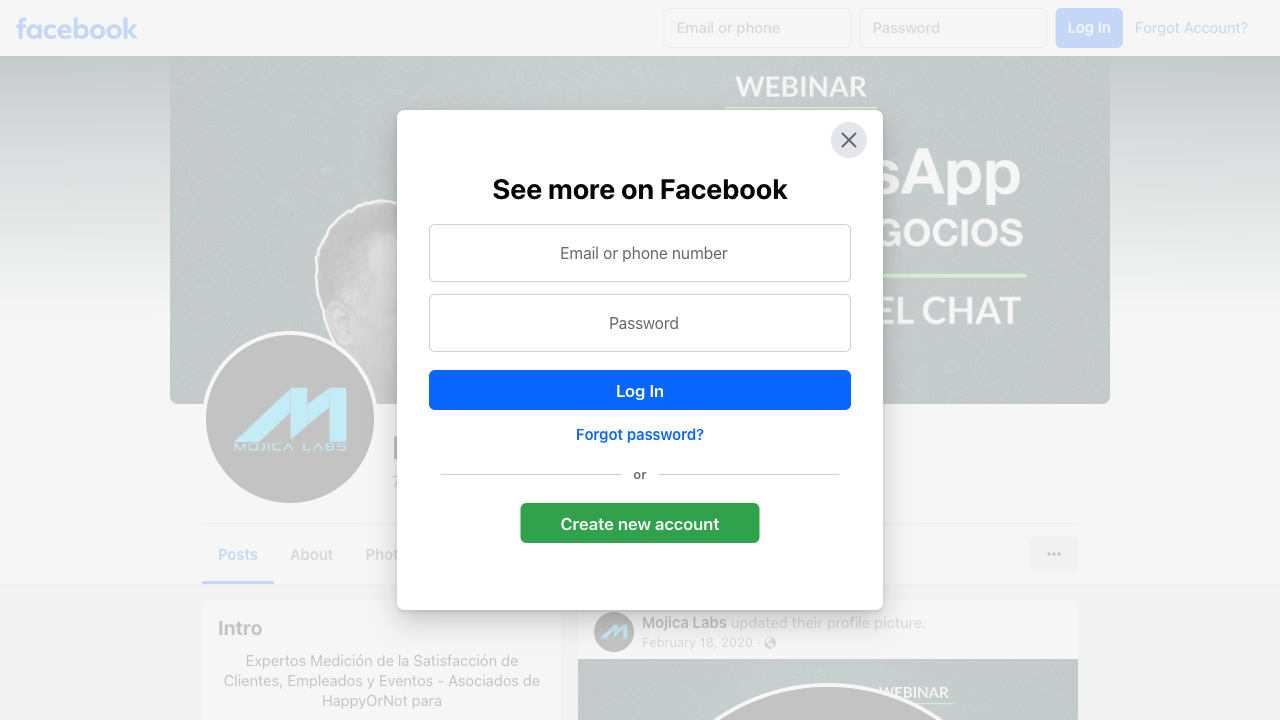 facebook
Email or phone
Password
Log In
Forgot Account?
WEBINAR
sApp
GOCIOS
EL CHAT
See more on Facebook
Email or phone number
Password
Log In
Forgot password?
or
Create new account
MOJICA LABS
Posts
About
Phot
Intro
Expertos Medición de la Satisfacción de
Clientes, Empleados y Eventos - Asociados de
HappyOrNot para
Mojica Labs updated their profile picture.
February 18, 2020 ·
WEBINAR